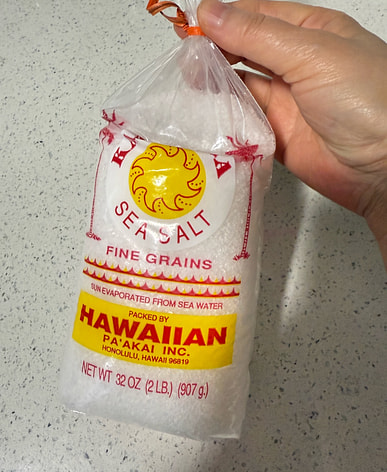 SEA SALT
FINE GRAINS
SUN EVAPORATED FROM SEA WATER
PACKED BY
HAWAIIAN
PA'AKAI INC.
HONOLULU, HAWAII 96819
NET WT 32 OZ (2 LB.) (907 g.)